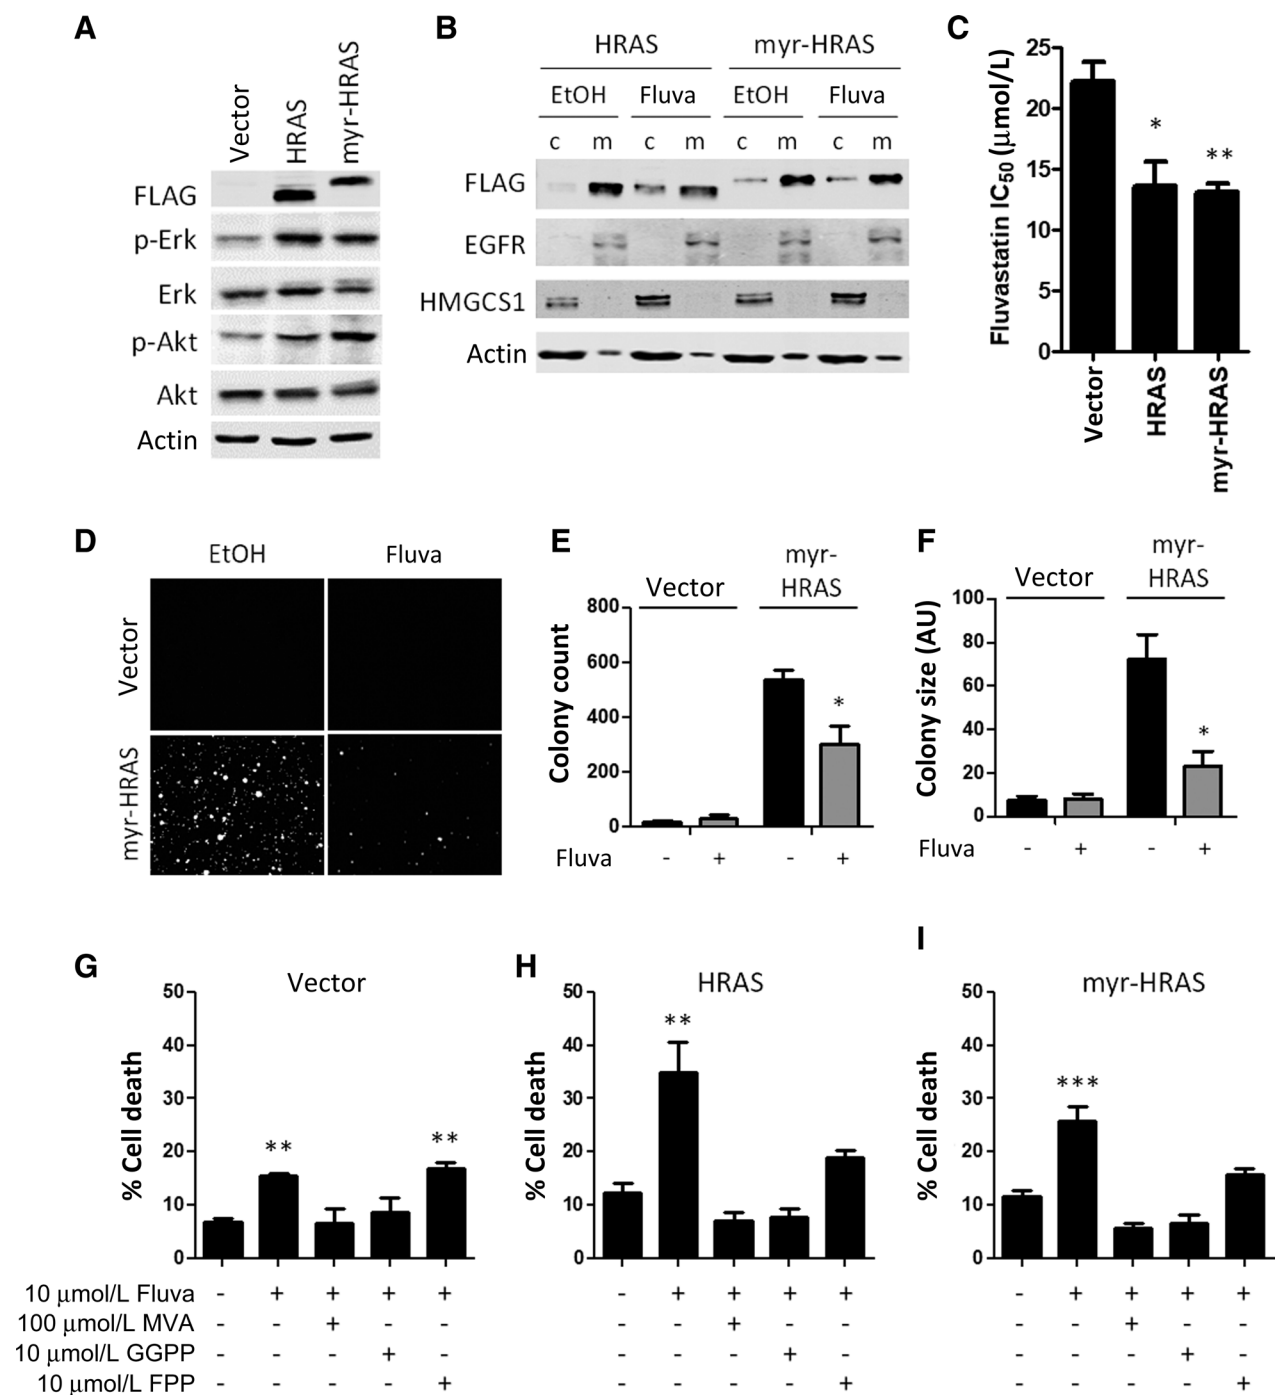 A
Vector
HRAS
myr-HRAS
FLAG
p-Erk
Erk
p-Akt
Akt
Actin
B
HRAS myr-HRAS
EtOH Fluva EtOH Fluva
c m c m c m c m
FLAG
EGFR
HMGCS1
Actin
C
Fluvastatin IC50 (μmol/L)
25
20
15
10
5
0
*
**
Vector
HRAS
myr-HRAS
D
EtOH Fluva
Vector
myr-HRAS
E
Vector myr-
HRAS
Colony count
800
600
400
200
0
*
Fluva - + - +
F
Vector myr-
HRAS
Colony size (AU)
100
80
60
40
20
0
*
Fluva - + - +
G
Vector
% Cell death
50
40
30
20
10
0
** **
H
HRAS
% Cell death
50
40
30
20
10
0
**
I
myr-HRAS
% Cell death
50
40
30
20
10
0
***
10 μmol/L Fluva - + + + + - + + + + - + + + +
100 μmol/L MVA - - + - - - - + - - - - + - -
10 μmol/L GGPP - - - + - - - - + - - - - + -
10 μmol/L FPP - - - - + - - - - + - - - - +